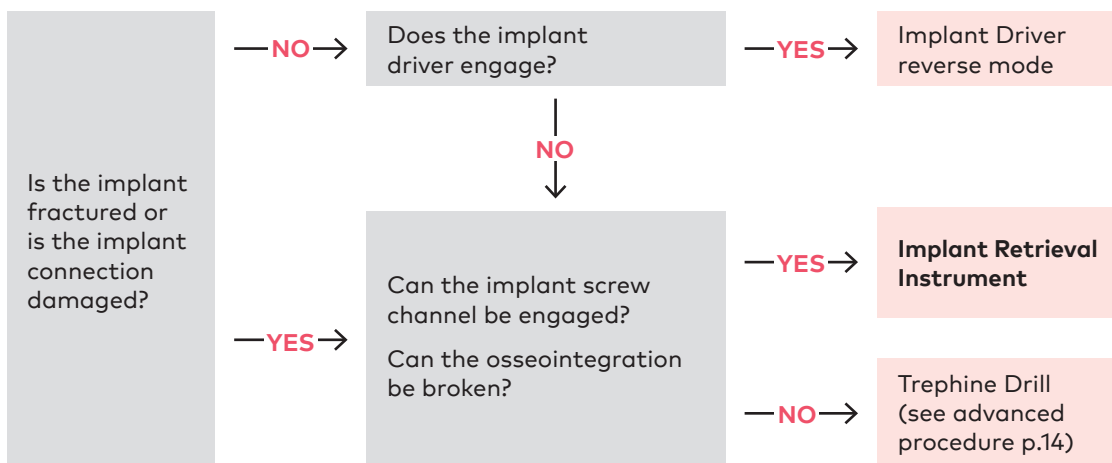 Is the implant
fractured or
is the implant
connection
damaged?
NO
Does the implant
driver engage?
YES
Implant Driver
reverse mode
NO
YES
Can the implant screw
channel be engaged?
Can the osseointegration
be broken?
YES
Implant Retrieval
Instrument
NO
Trephine Drill
(see advanced
procedure p.14)